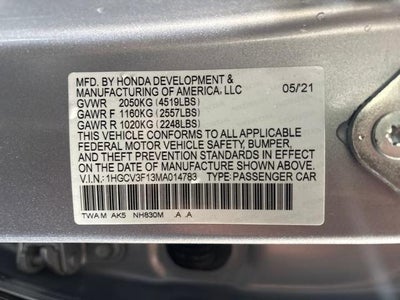 MFD. BY HONDA DEVELOPMENT &
MANUFACTURING OF AMERICA, LLC 05/21
GVWR 2050KG (4519LBS)
GAWR F 1160KG (2557LBS)
GAWR R 1020KG (2248LBS)
THIS VEHICLE CONFORMS TO ALL APPLICABLE
FEDERAL MOTOR VEHICLE SAFETY, BUMPER,
AND THEFT PREVENTION STANDARDS IN EFFECT
ON THE DATE OF MANUFACTURE SHOWN ABOVE.
V.I.N.: 1HGCV3F13MA014783 TYPE:PASSENGER CAR
TWA M AK5 NH830M .A .A